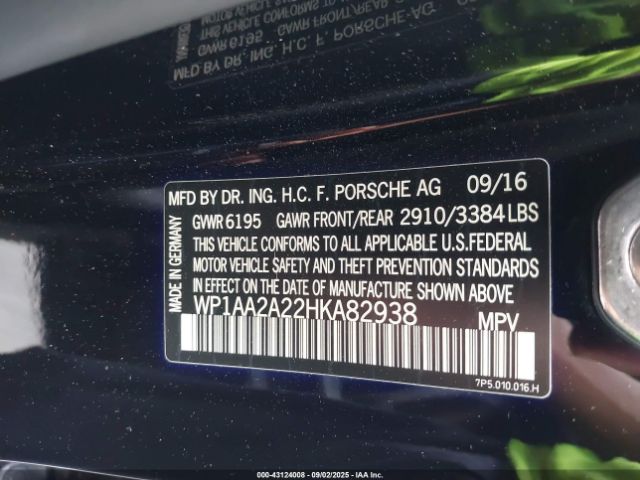 MFD BY DR. ING. H.C. F. PORSCHE AG 09/16
GWWR 6195 GAWR FRONT/REAR 2910/3384 LBS
THIS VEHICLE CONFORMS TO ALL APPLICABLE U.S.FEDERAL
MOTOR VEHICLE SAFETY AND THEFT PREVENTION STANDARDS
IN EFFECT ON THE DATE OF MANUFACTURE SHOWN ABOVE.
WP1AA2A22HKA82938 MPV
MADE IN GERMANY
7P5.010.016.H
000-43124008 - 09/02/2025 - IAA Inc.